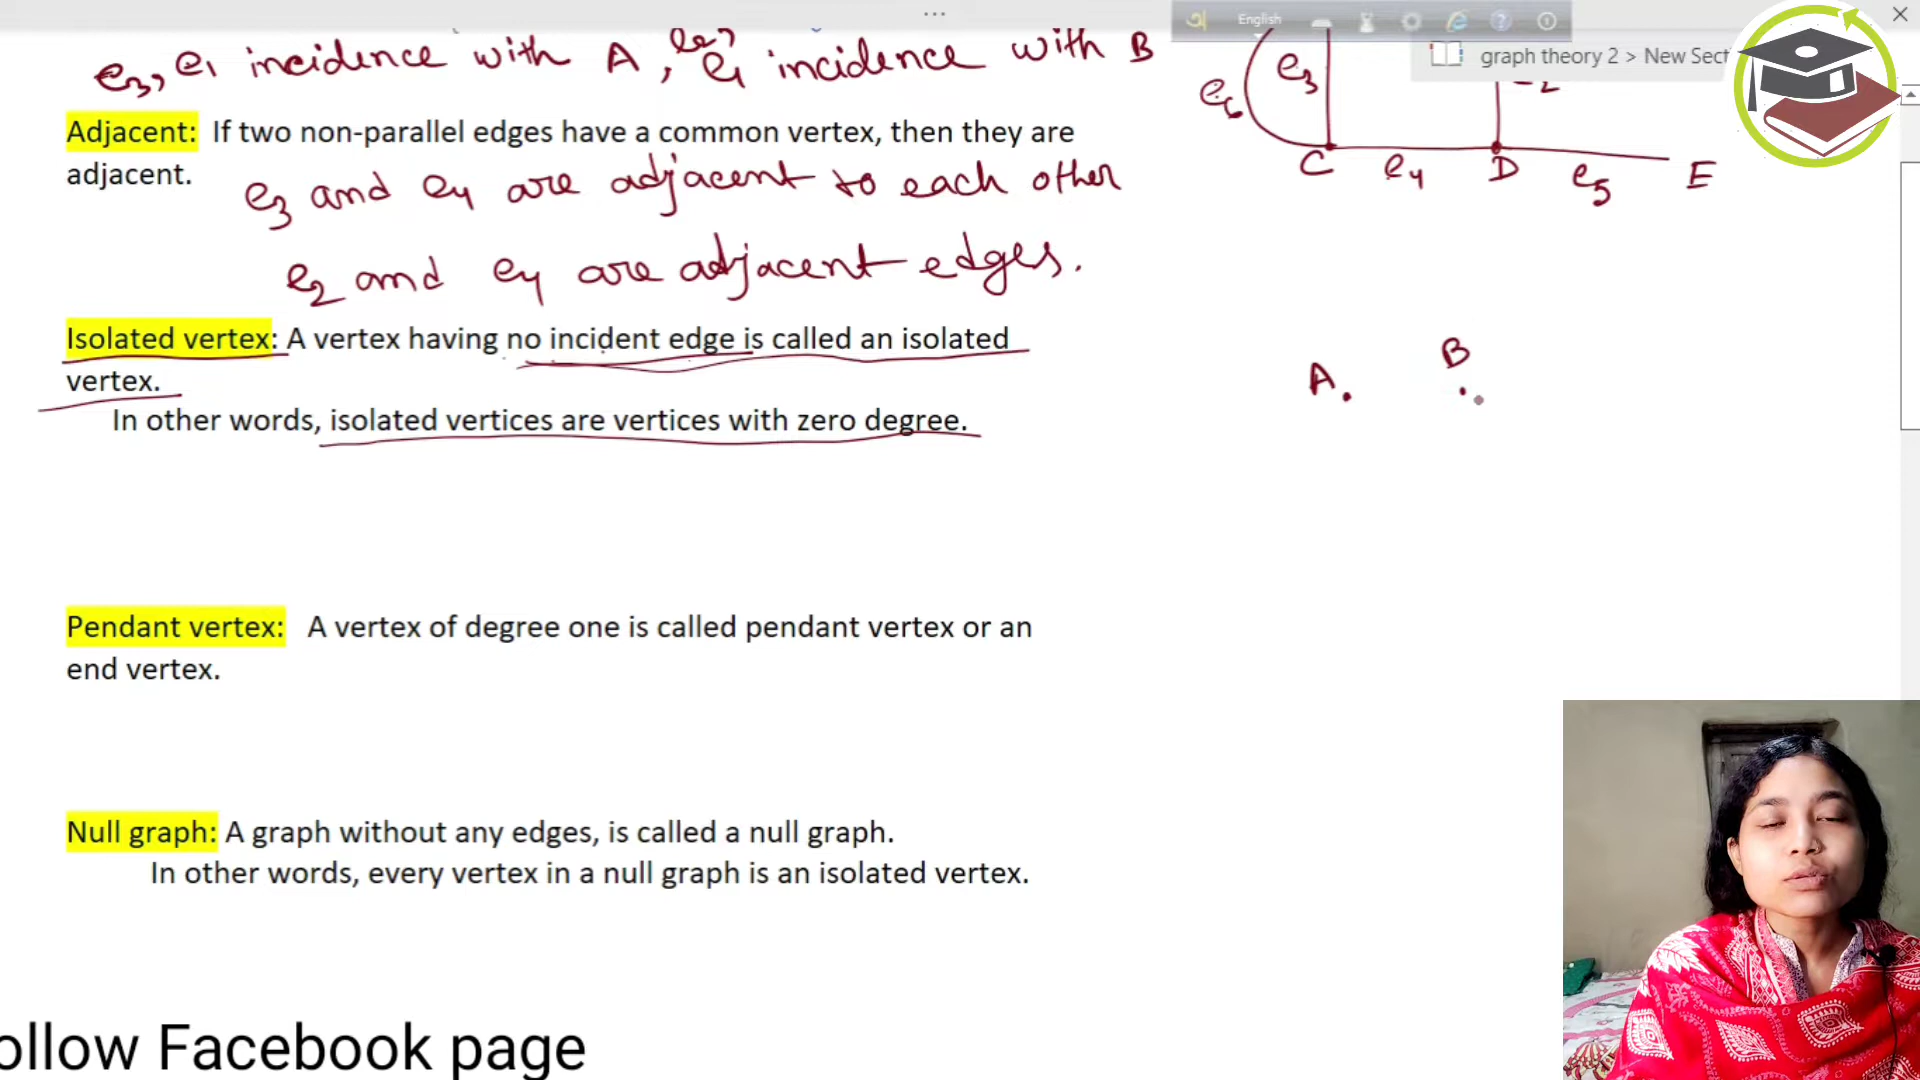 English
graph theory 2 > New Sect
e3, e1 incidence with A, e1 incidence with B
e6 e3
Adjacent: If two non-parallel edges have a common vertex, then they are
adjacent.
C e4 D e5 E
e3 and e4 are adjacent to each other
e2 and e4 are adjacent edges.
Isolated vertex: A vertex having no incident edge is called an isolated
vertex.
A. B
In other words, isolated vertices are vertices with zero degree.
Pendant vertex: A vertex of degree one is called pendant vertex or an
end vertex.
Null graph: A graph without any edges, is called a null graph.
In other words, every vertex in a null graph is an isolated vertex.
ollow Facebook page